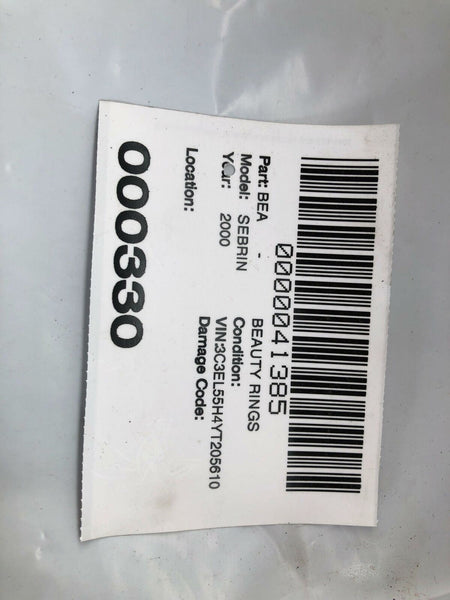 0000041385
Part: BEA - BEAUTY RINGS
Model: SEBRIN Condition:
Year: 2000 VIN:3C3EL55H4YT205610
Damage Code:
Location:
000330